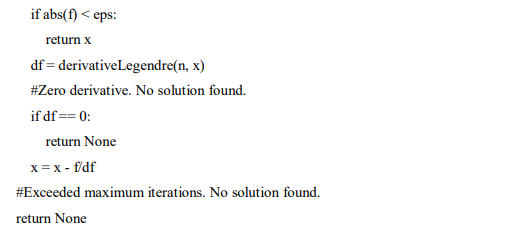 if abs(f) < eps:
return x
df = derivativeLegendre(n, x)
#Zero derivative. No solution found.
if df == 0:
return None
x = x - f/df
#Exceeded maximum iterations. No solution found.
return None